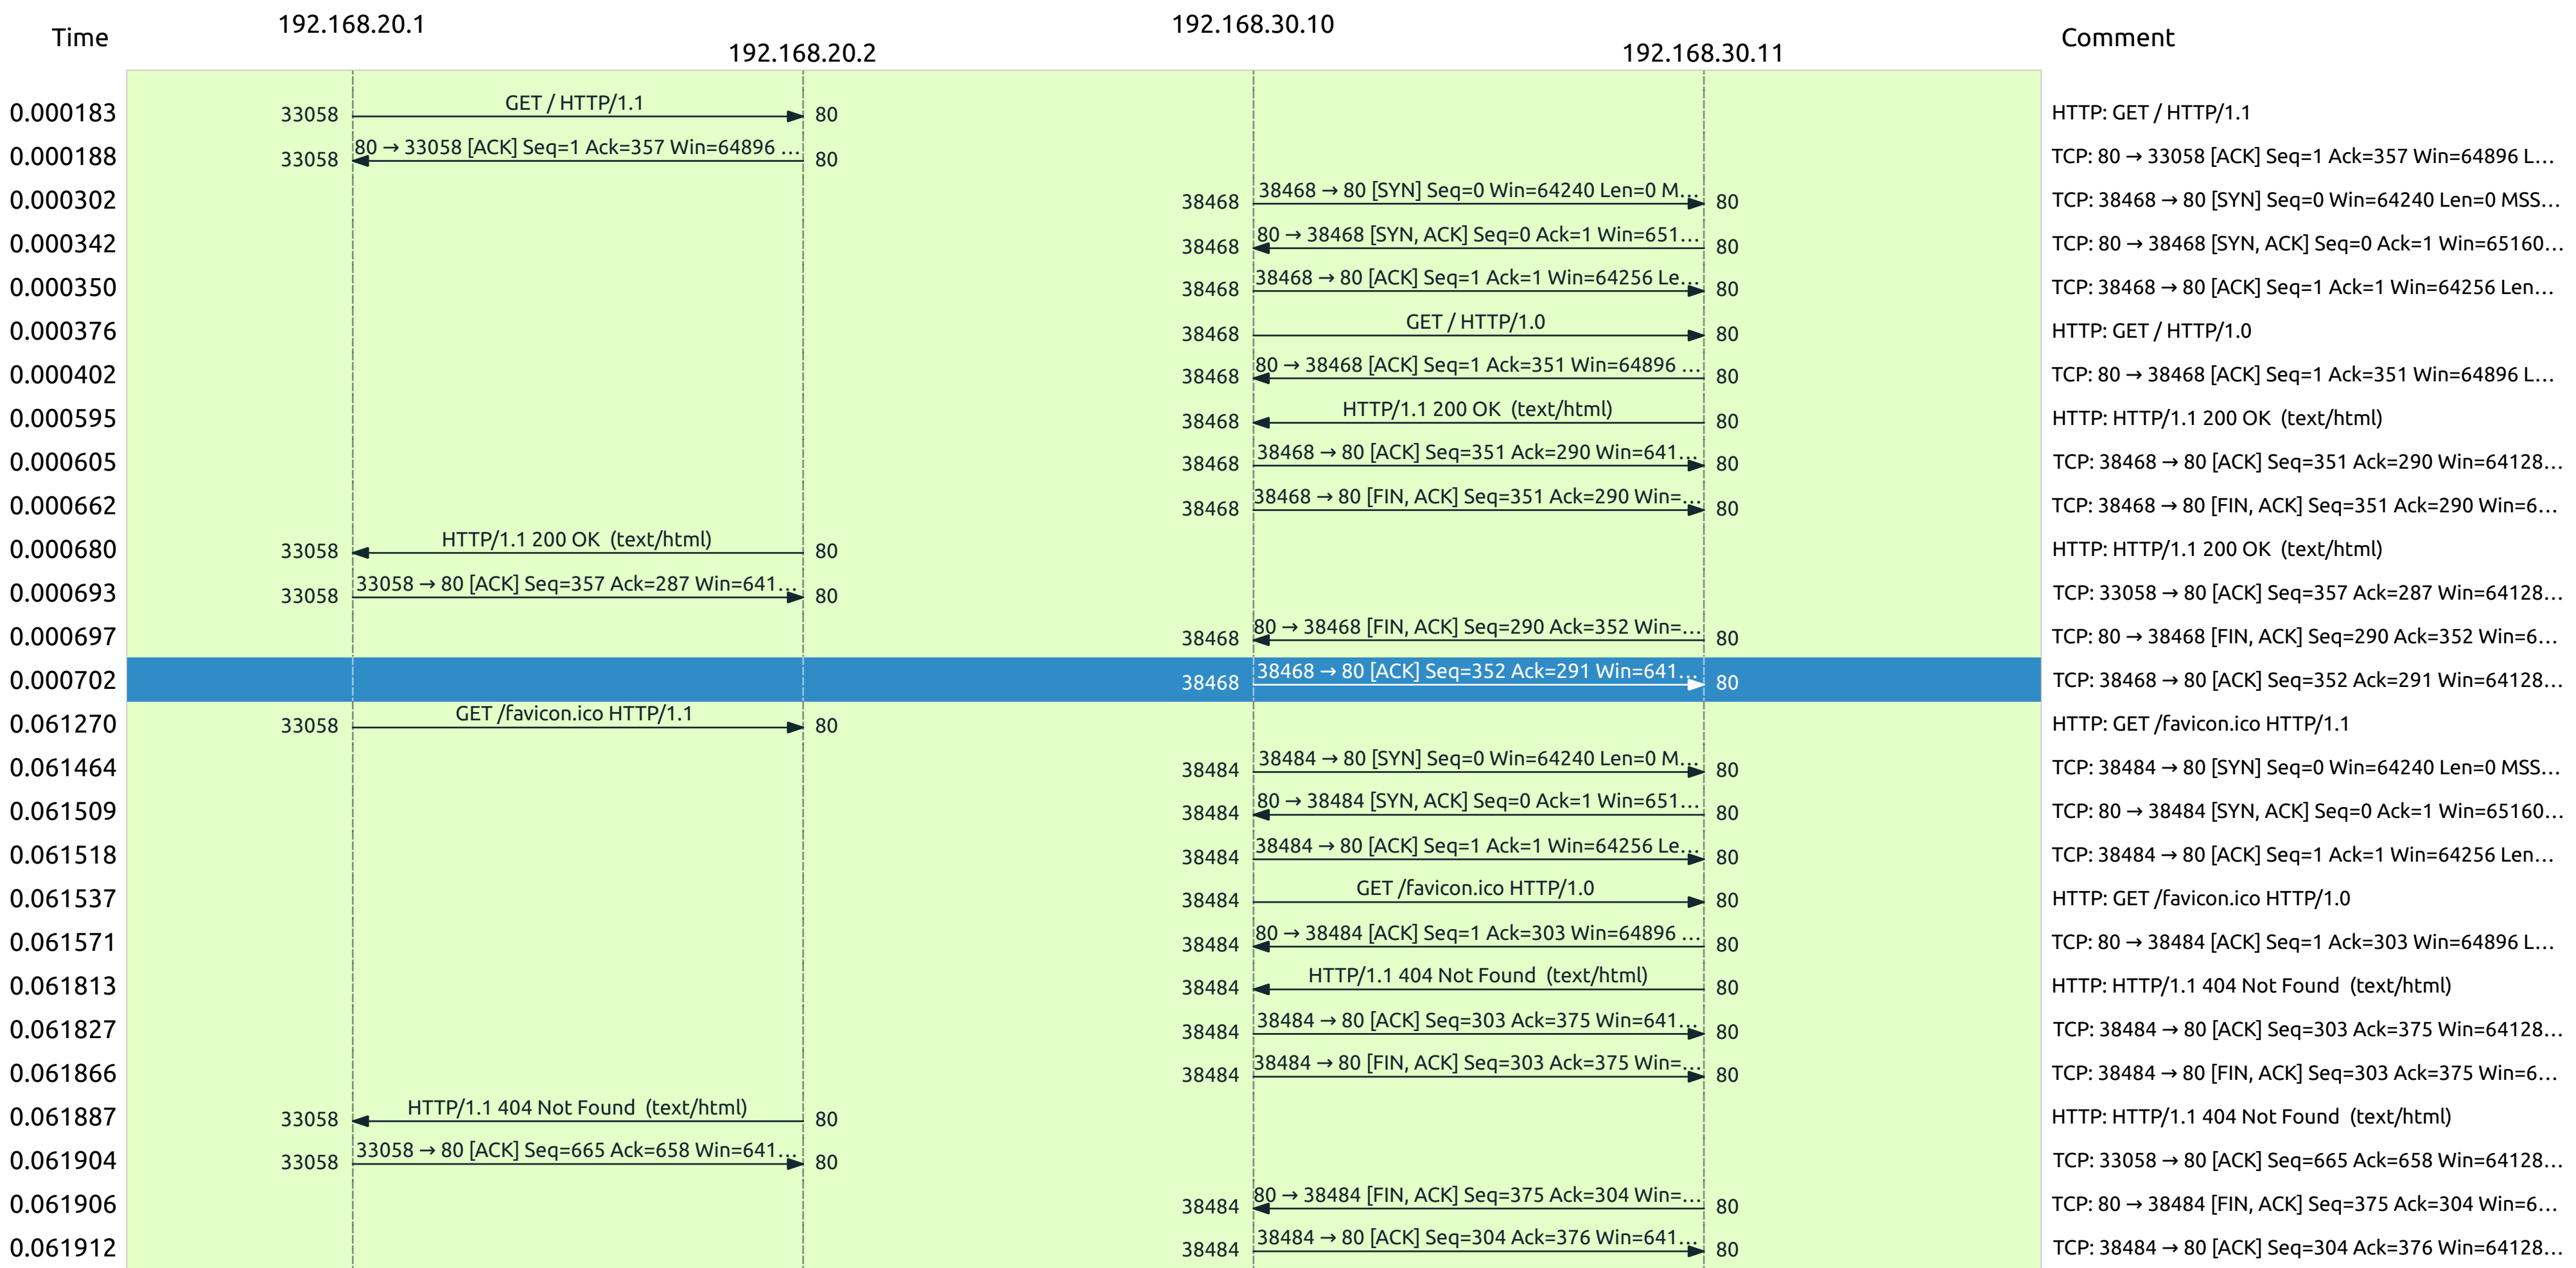 192.168.20.1 192.168.30.10
Time Comment
192.168.20.2 192.168.30.11
0.000183 33058 GET / HTTP/1.1 80 HTTP: GET / HTTP/1.1
0.000188 33058 80 → 33058 [ACK] Seq=1 Ack=357 Win=64896 … 80 TCP: 80 → 33058 [ACK] Seq=1 Ack=357 Win=64896 L…
0.000302 38468 38468 → 80 [SYN] Seq=0 Win=64240 Len=0 M… 80 TCP: 38468 → 80 [SYN] Seq=0 Win=64240 Len=0 MSS…
0.000342 38468 80 → 38468 [SYN, ACK] Seq=0 Ack=1 Win=651… 80 TCP: 80 → 38468 [SYN, ACK] Seq=0 Ack=1 Win=65160…
0.000350 38468 38468 → 80 [ACK] Seq=1 Ack=1 Win=64256 Le… 80 TCP: 38468 → 80 [ACK] Seq=1 Ack=1 Win=64256 Len…
0.000376 38468 GET / HTTP/1.0 80 HTTP: GET / HTTP/1.0
0.000402 38468 80 → 38468 [ACK] Seq=1 Ack=351 Win=64896 … 80 TCP: 80 → 38468 [ACK] Seq=1 Ack=351 Win=64896 L…
0.000595 38468 HTTP/1.1 200 OK (text/html) 80 HTTP: HTTP/1.1 200 OK (text/html)
0.000605 38468 38468 → 80 [ACK] Seq=351 Ack=290 Win=641… 80 TCP: 38468 → 80 [ACK] Seq=351 Ack=290 Win=64128…
0.000662 38468 38468 → 80 [FIN, ACK] Seq=351 Ack=290 Win=… 80 TCP: 38468 → 80 [FIN, ACK] Seq=351 Ack=290 Win=6…
0.000680 33058 HTTP/1.1 200 OK (text/html) 80 HTTP: HTTP/1.1 200 OK (text/html)
0.000693 33058 33058 → 80 [ACK] Seq=357 Ack=287 Win=641… 80 TCP: 33058 → 80 [ACK] Seq=357 Ack=287 Win=64128…
0.000697 38468 80 → 38468 [FIN, ACK] Seq=290 Ack=352 Win=… 80 TCP: 80 → 38468 [FIN, ACK] Seq=290 Ack=352 Win=6…
0.000702 38468 38468 → 80 [ACK] Seq=352 Ack=291 Win=641… 80 TCP: 38468 → 80 [ACK] Seq=352 Ack=291 Win=64128…
0.061270 33058 GET /favicon.ico HTTP/1.1 80 HTTP: GET /favicon.ico HTTP/1.1
0.061464 38484 38484 → 80 [SYN] Seq=0 Win=64240 Len=0 M… 80 TCP: 38484 → 80 [SYN] Seq=0 Win=64240 Len=0 MSS…
0.061509 38484 80 → 38484 [SYN, ACK] Seq=0 Ack=1 Win=651… 80 TCP: 80 → 38484 [SYN, ACK] Seq=0 Ack=1 Win=65160…
0.061518 38484 38484 → 80 [ACK] Seq=1 Ack=1 Win=64256 Le… 80 TCP: 38484 → 80 [ACK] Seq=1 Ack=1 Win=64256 Len…
0.061537 38484 GET /favicon.ico HTTP/1.0 80 HTTP: GET /favicon.ico HTTP/1.0
0.061571 38484 80 → 38484 [ACK] Seq=1 Ack=303 Win=64896 … 80 TCP: 80 → 38484 [ACK] Seq=1 Ack=303 Win=64896 L…
0.061813 38484 HTTP/1.1 404 Not Found (text/html) 80 HTTP: HTTP/1.1 404 Not Found (text/html)
0.061827 38484 38484 → 80 [ACK] Seq=303 Ack=375 Win=641… 80 TCP: 38484 → 80 [ACK] Seq=303 Ack=375 Win=64128…
0.061866 38484 38484 → 80 [FIN, ACK] Seq=303 Ack=375 Win=… 80 TCP: 38484 → 80 [FIN, ACK] Seq=303 Ack=375 Win=6…
0.061887 33058 HTTP/1.1 404 Not Found (text/html) 80 HTTP: HTTP/1.1 404 Not Found (text/html)
0.061904 33058 33058 → 80 [ACK] Seq=665 Ack=658 Win=641… 80 TCP: 33058 → 80 [ACK] Seq=665 Ack=658 Win=64128…
0.061906 38484 80 → 38484 [FIN, ACK] Seq=375 Ack=304 Win=… 80 TCP: 80 → 38484 [FIN, ACK] Seq=375 Ack=304 Win=6…
0.061912 38484 38484 → 80 [ACK] Seq=304 Ack=376 Win=641… 80 TCP: 38484 → 80 [ACK] Seq=304 Ack=376 Win=64128…